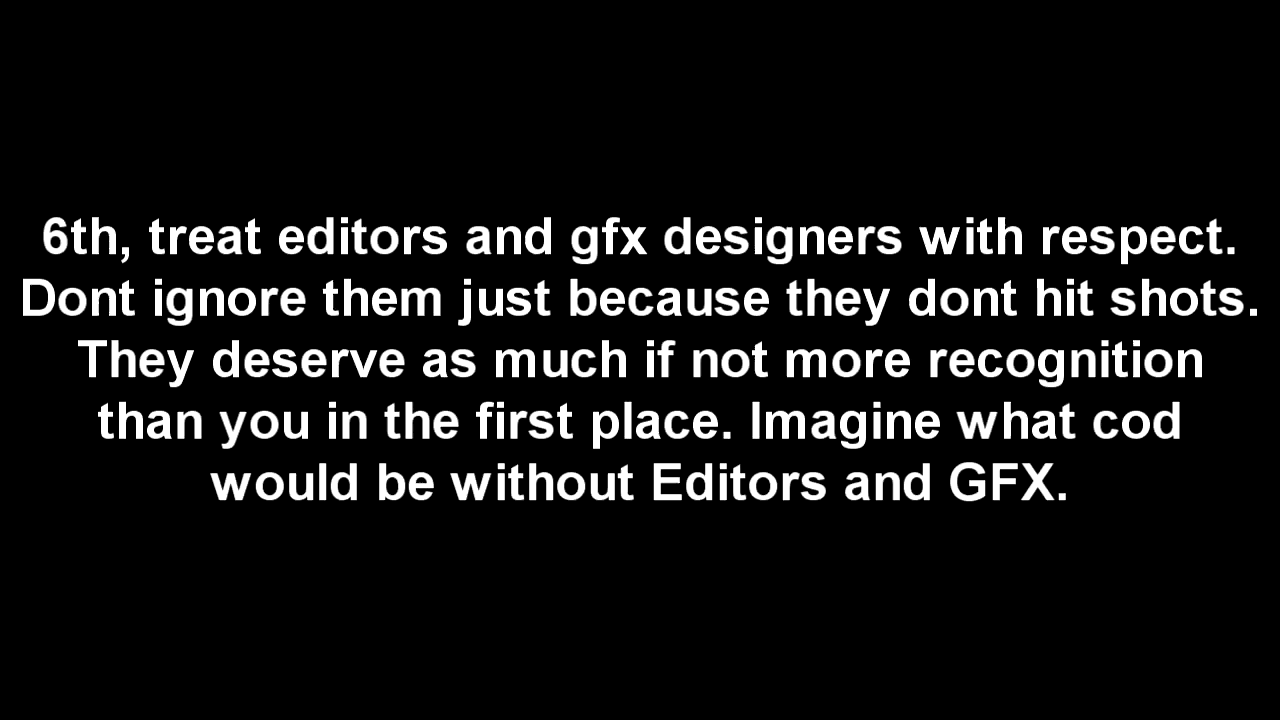 6th, treat editors and gfx designers with respect.
Dont ignore them just because they dont hit shots.
They deserve as much if not more recognition
than you in the first place. Imagine what cod
would be without Editors and GFX.